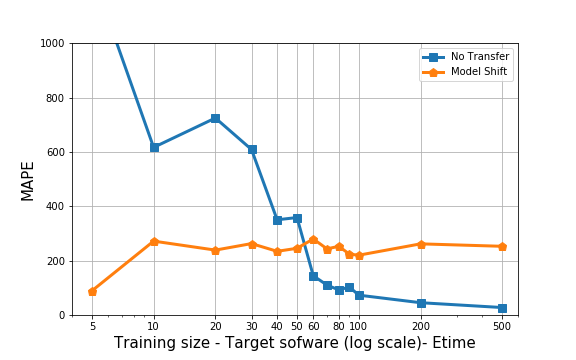 1000
800
600
400
200
0
MAPE
No Transfer
Model Shift
5 10 20 30 40 50 60 80 100 200 500
Training size - Target sofware (log scale)- Etime